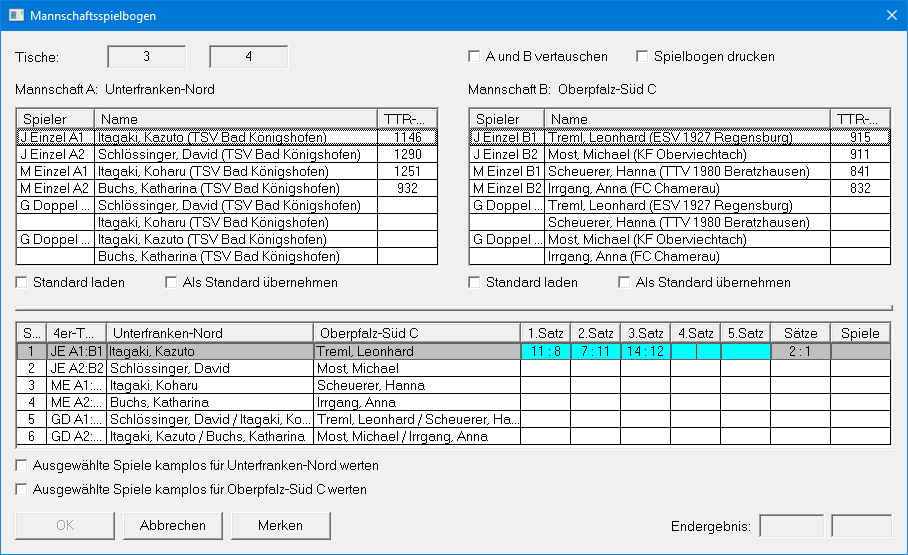 Mannschaftsspielbogen
Tische: 3 4 A und B vertauschen Spielbogen drucken
Mannschaft A: Unterfranken-Nord
Spieler Name TTR-...
J Einzel A1 Itagaki, Kazuto (TSV Bad Königshofen) 1146
J Einzel A2 Schlössinger, David (TSV Bad Königshofen) 1290
M Einzel A1 Itagaki, Koharu (TSV Bad Königshofen) 1251
M Einzel A2 Buchs, Katharina (TSV Bad Königshofen) 932
G Doppel ... Schlössinger, David (TSV Bad Königshofen)
Itagaki, Koharu (TSV Bad Königshofen)
G Doppel ... Itagaki, Kazuto (TSV Bad Königshofen)
Buchs, Katharina (TSV Bad Königshofen)
Standard laden Als Standard übernehmen
Mannschaft B: Oberpfalz-Süd C
Spieler Name TTR-...
J Einzel B1 Treml, Leonhard (ESV 1927 Regensburg) 915
J Einzel B2 Most, Michael (KF Oberviechtach) 911
M Einzel B1 Scheuerer, Hanna (TTV 1980 Beratzhausen) 841
M Einzel B2 Irrgang, Anna (FC Chamerau) 832
G Doppel ... Treml, Leonhard (ESV 1927 Regensburg)
Scheuerer, Hanna (TTV 1980 Beratzhausen)
G Doppel ... Most, Michael (KF Oberviechtach)
Irrgang, Anna (FC Chamerau)
Standard laden Als Standard übernehmen
S... 4er-T... Unterfranken-Nord Oberpfalz-Süd C 1.Satz 2.Satz 3.Satz 4.Satz 5.Satz Sätze Spiele
1 JE A1:B1 Itagaki, Kazuto Treml, Leonhard 11 : 8 7 : 11 14 : 12 2 : 1
2 JE A2:B2 Schlössinger, David Most, Michael
3 ME A1:... Itagaki, Koharu Scheuerer, Hanna
4 ME A2:... Buchs, Katharina Irrgang, Anna
5 GD A1:... Schlössinger, David / Itagaki, Ko... Treml, Leonhard / Scheuerer, Ha...
6 GD A2:... Itagaki, Kazuto / Buchs, Katharina Most, Michael / Irrgang, Anna
Ausgewählte Spiele kamplos für Unterfranken-Nord werten
Ausgewählte Spiele kamplos für Oberpfalz-Süd C werten
OK Abbrechen Merken Endergebnis: